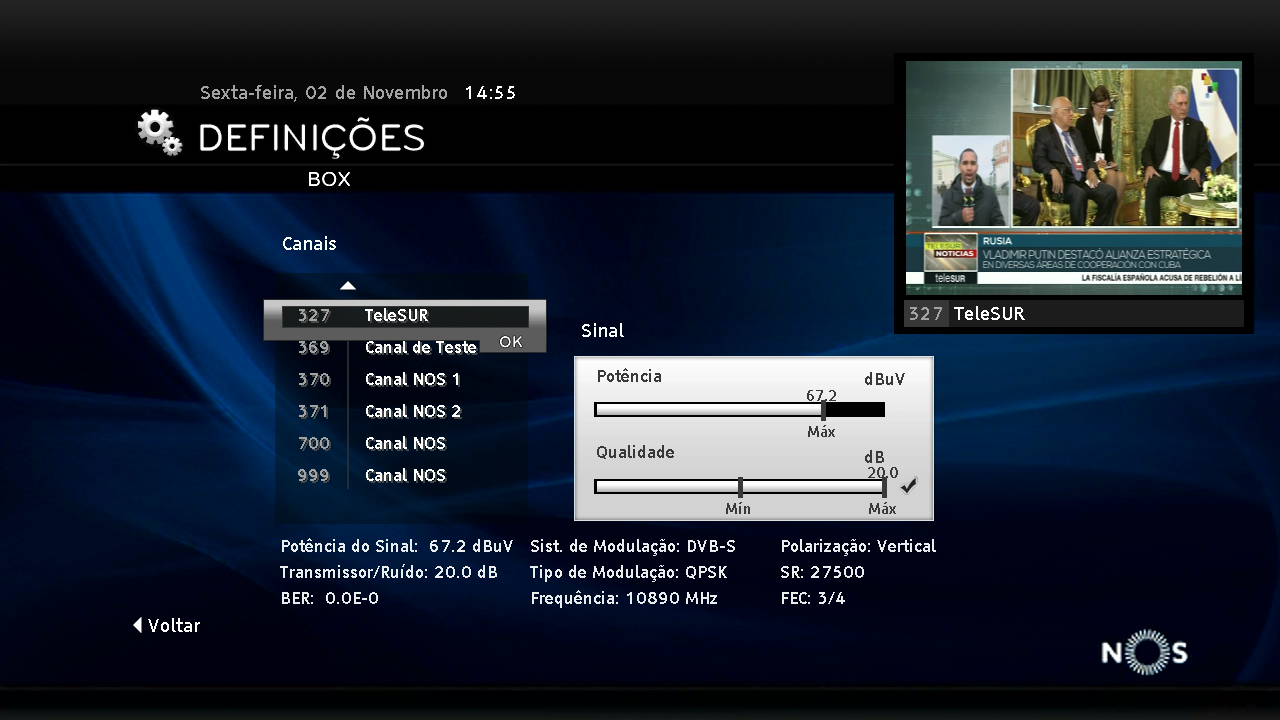 Sexta-feira, 02 de Novembro 14:55
DEFINIÇÕES
BOX
Canais
327 TeleSUR
OK
369 Canal de Teste
370 Canal NOS 1
371 Canal NOS 2
700 Canal NOS
999 Canal NOS
TELESUR
NOTICIAS
teleSUR
RUSIA
VLADIMIR PUTIN DESTACÓ ALIANZA ESTRATÉGICA
EN DIVERSAS ÁREAS DE COOPERACIÓN CON CUBA
LA FISCALÍA ESPAÑOLA ACUSA DE REBELIÓN A LÍ
327 TeleSUR
Sinal
Potência dBuV
67.2
Máx
Qualidade dB
20.0
Mín Máx
Potência do Sinal: 67.2 dBuV Sist. de Modulação: DVB-S Polarização: Vertical
Transmissor/Ruído: 20.0 dB Tipo de Modulação: QPSK SR: 27500
BER: 0.0E-0 Frequência: 10890 MHz FEC: 3/4
Voltar
NOS